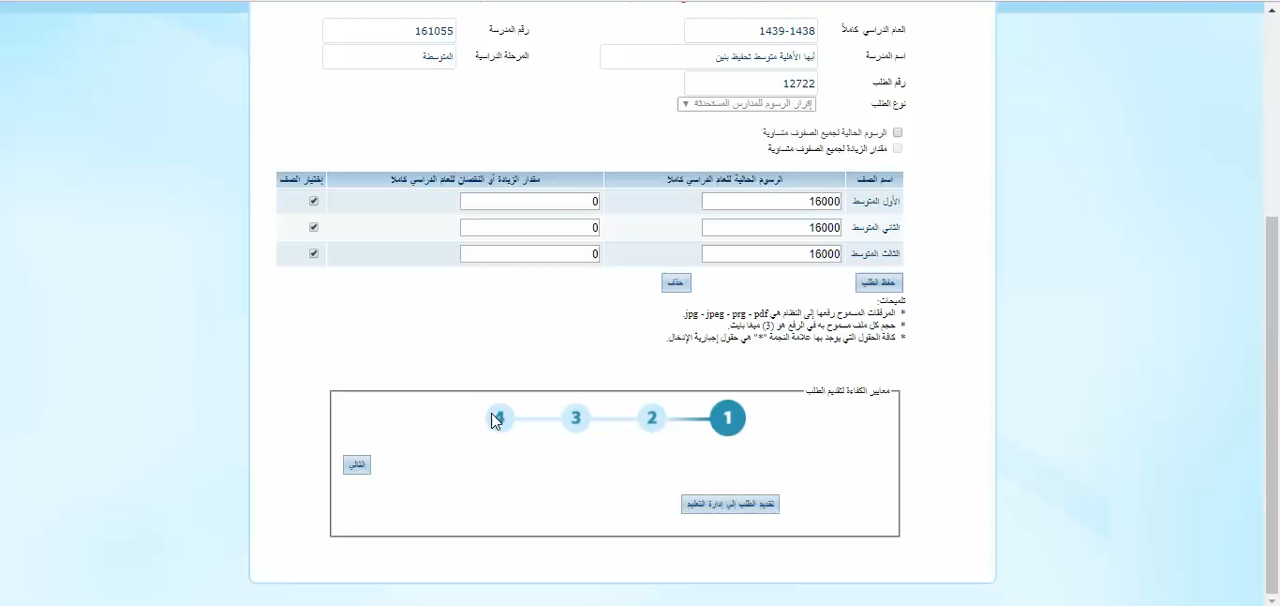 العام الدراسي كاملاً 1439-1438 رقم المدرسة 161055
اسم المدرسة أبها الأهلية متوسط تحفيظ بنين المرحلة الدراسية المتوسطة
رقم الطلب 12722
نوع الطلب إقرار الرسوم للمدارس المستحدثة
الرسوم الحالية لجميع الصفوف متساوية
مقدار الزيادة لجميع الصفوف متساوية
اسم الصف الرسوم الحالية للعام الدراسي كاملا مقدار الزيادة أو النقصان للعام الدراسي كاملا إختيار الصف
الأول المتوسط 16000 0
الثاني المتوسط 16000 0
الثالث المتوسط 16000 0
حفظ الطلب حذف
تلميحات:
* المرفقات المسموح رفعها إلى النظام هي jpg - jpeg - prg - pdf.
* حجم كل ملف مسموح به في الرفع هو (3) ميغا بايت.
* كافة الحقول التي يوجد بها علامة النجمة "*" هي حقول إجبارية الإدخال.
معايير الكفاءة لتقديم الطلب
1 2 3 4
التالي
تقديم الطلب إلي إدارة التعليم